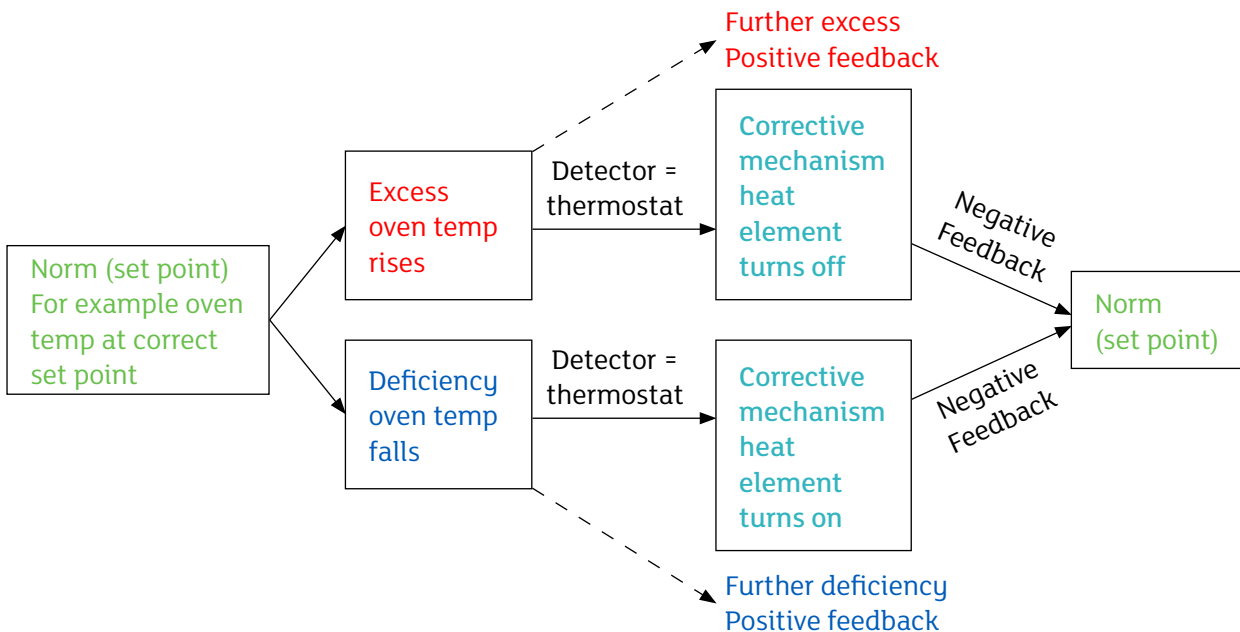 Further excess
Positive feedback
Norm (set point)
For example oven
temp at correct
set point
Excess
oven temp
rises
Detector =
thermostat
Corrective
mechanism
heat
element
turns off
Negative
Feedback
Deficiency
oven temp
falls
Detector =
thermostat
Corrective
mechanism
heat
element
turns on
Negative
Feedback
Norm
(set point)
Further deficiency
Positive feedback